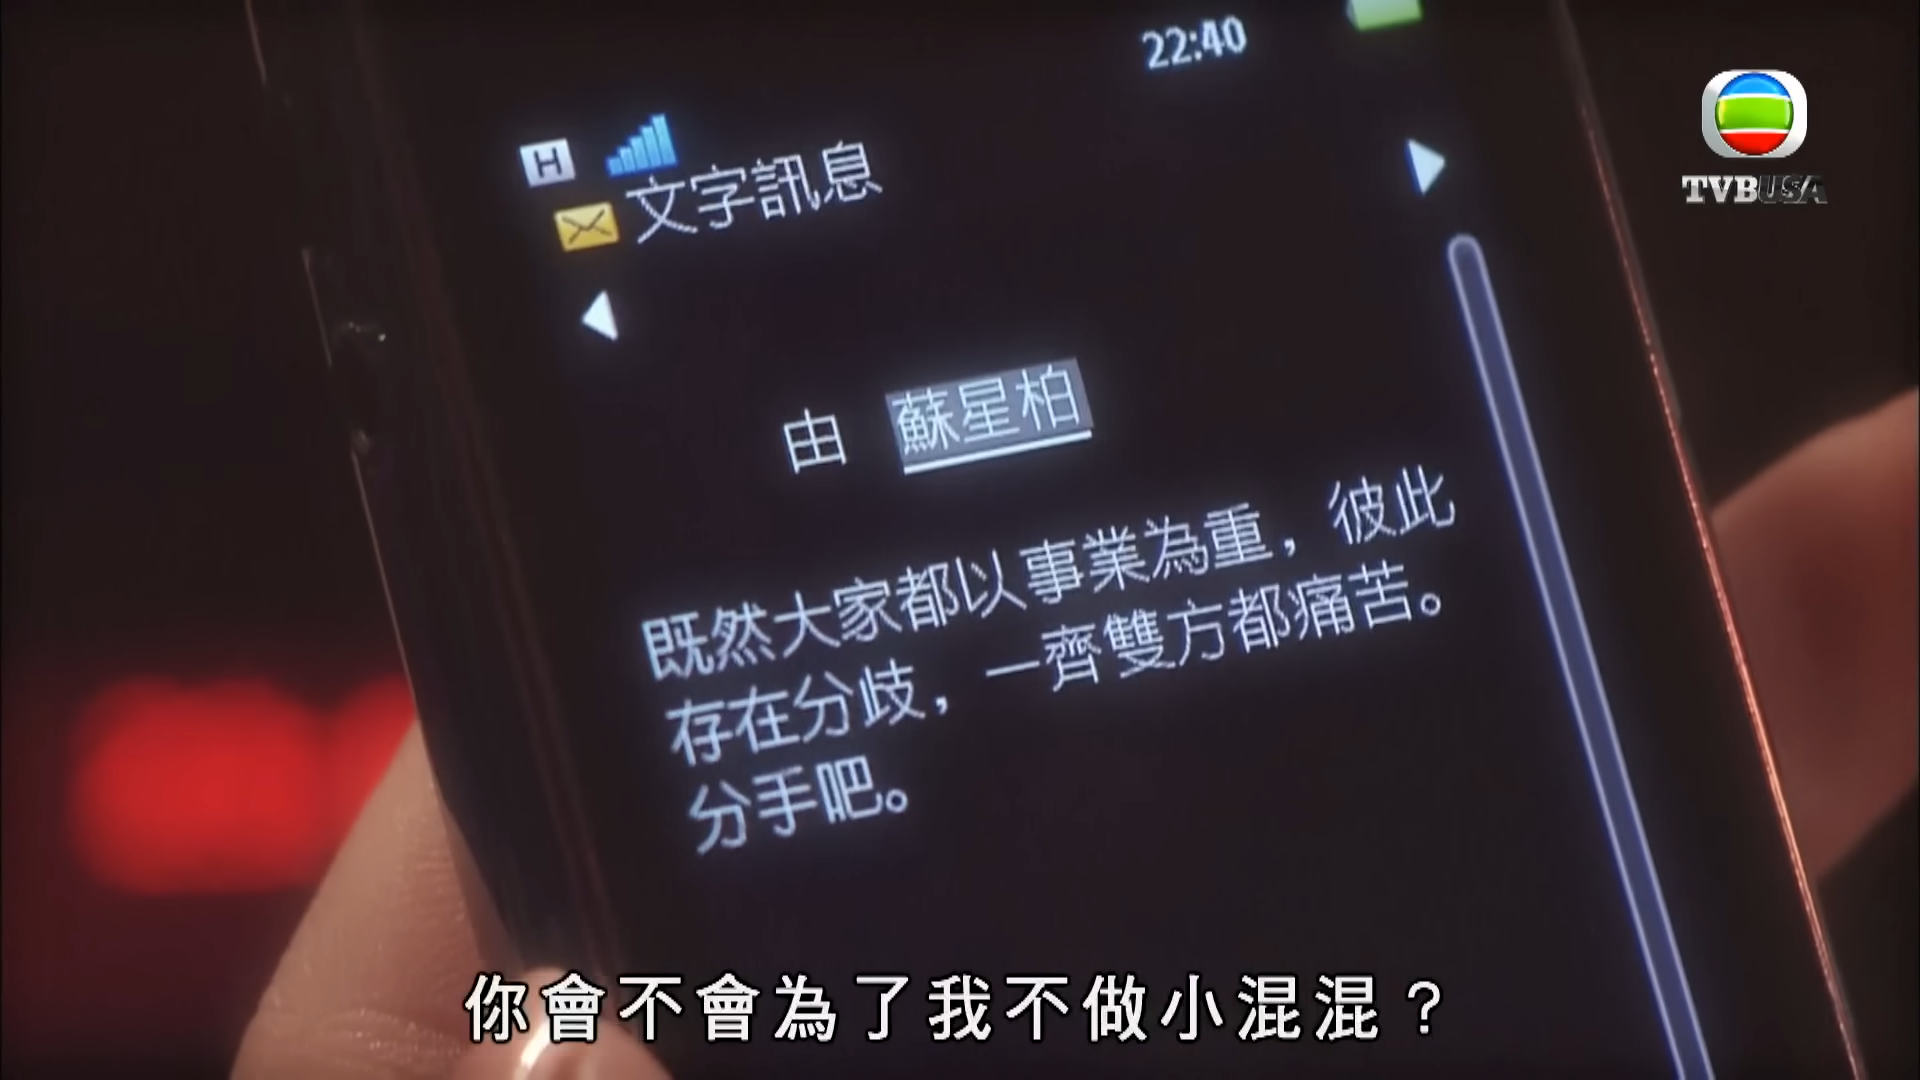 22:40
H
文字訊息
由 蘇星柏
既然大家都以事業為重，彼此
存在分歧，一齊雙方都痛苦。
分手吧。
TVBUSA
你會不會為了我不做小混混？